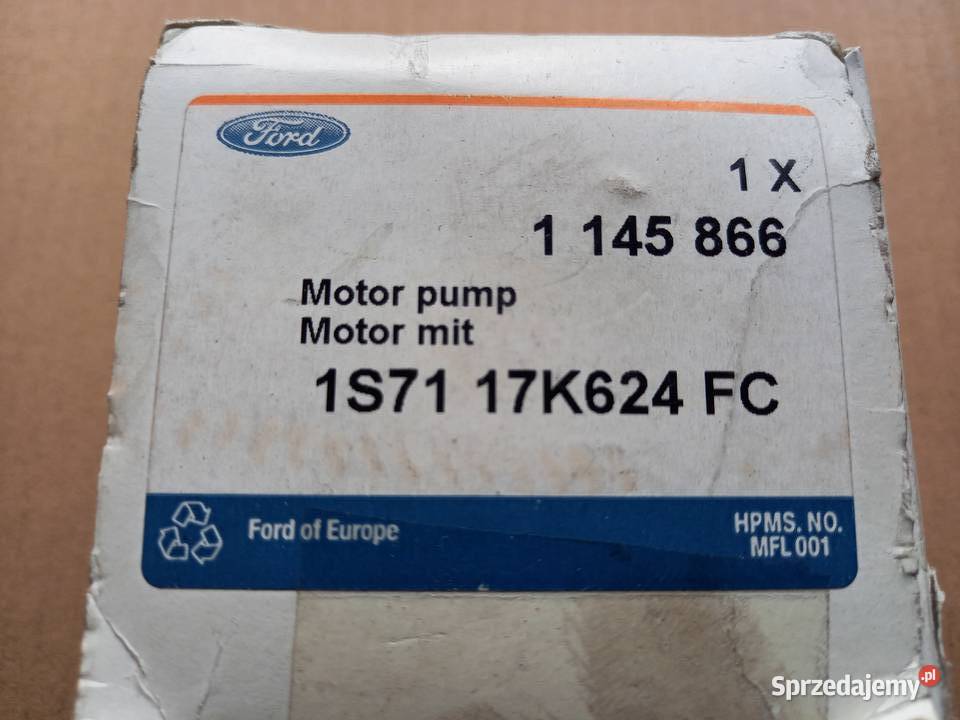 Ford
1 X
1 145 866
Motor pump
Motor mit
1S71 17K624 FC
Ford of Europe
HPMS. NO.
MFL 001
Sprzedajemy.pl